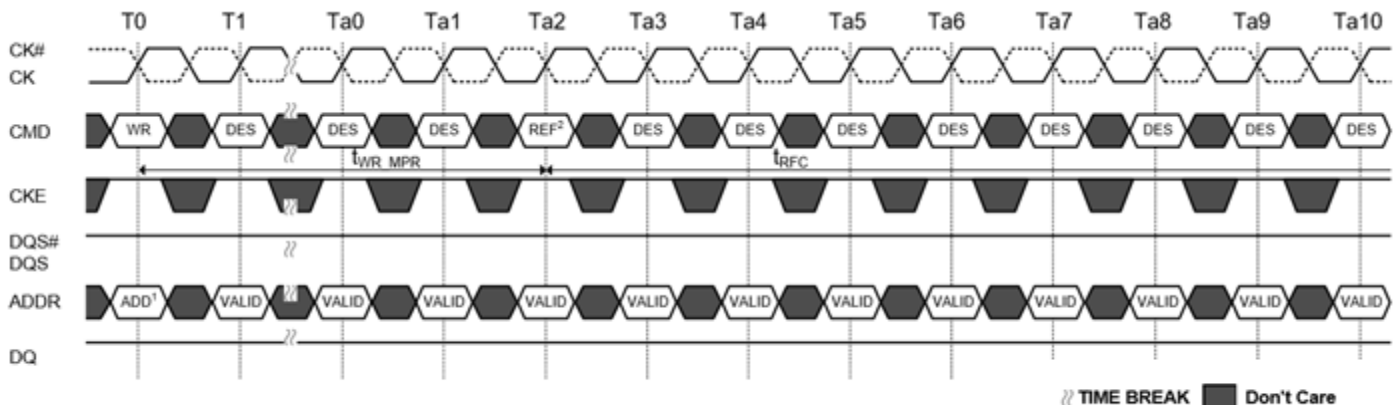 T0 T1 Ta0 Ta1 Ta2 Ta3 Ta4 Ta5 Ta6 Ta7 Ta8 Ta9 Ta10
CK#
CK
CMD WR DES DES DES REF² DES DES DES DES DES DES DES DES
tWR_MPR tRFC
CKE
DQS#
DQS
ADDR ADD¹ VALID VALID VALID VALID VALID VALID VALID VALID VALID VALID VALID VALID
DQ
TIME BREAK Don't Care